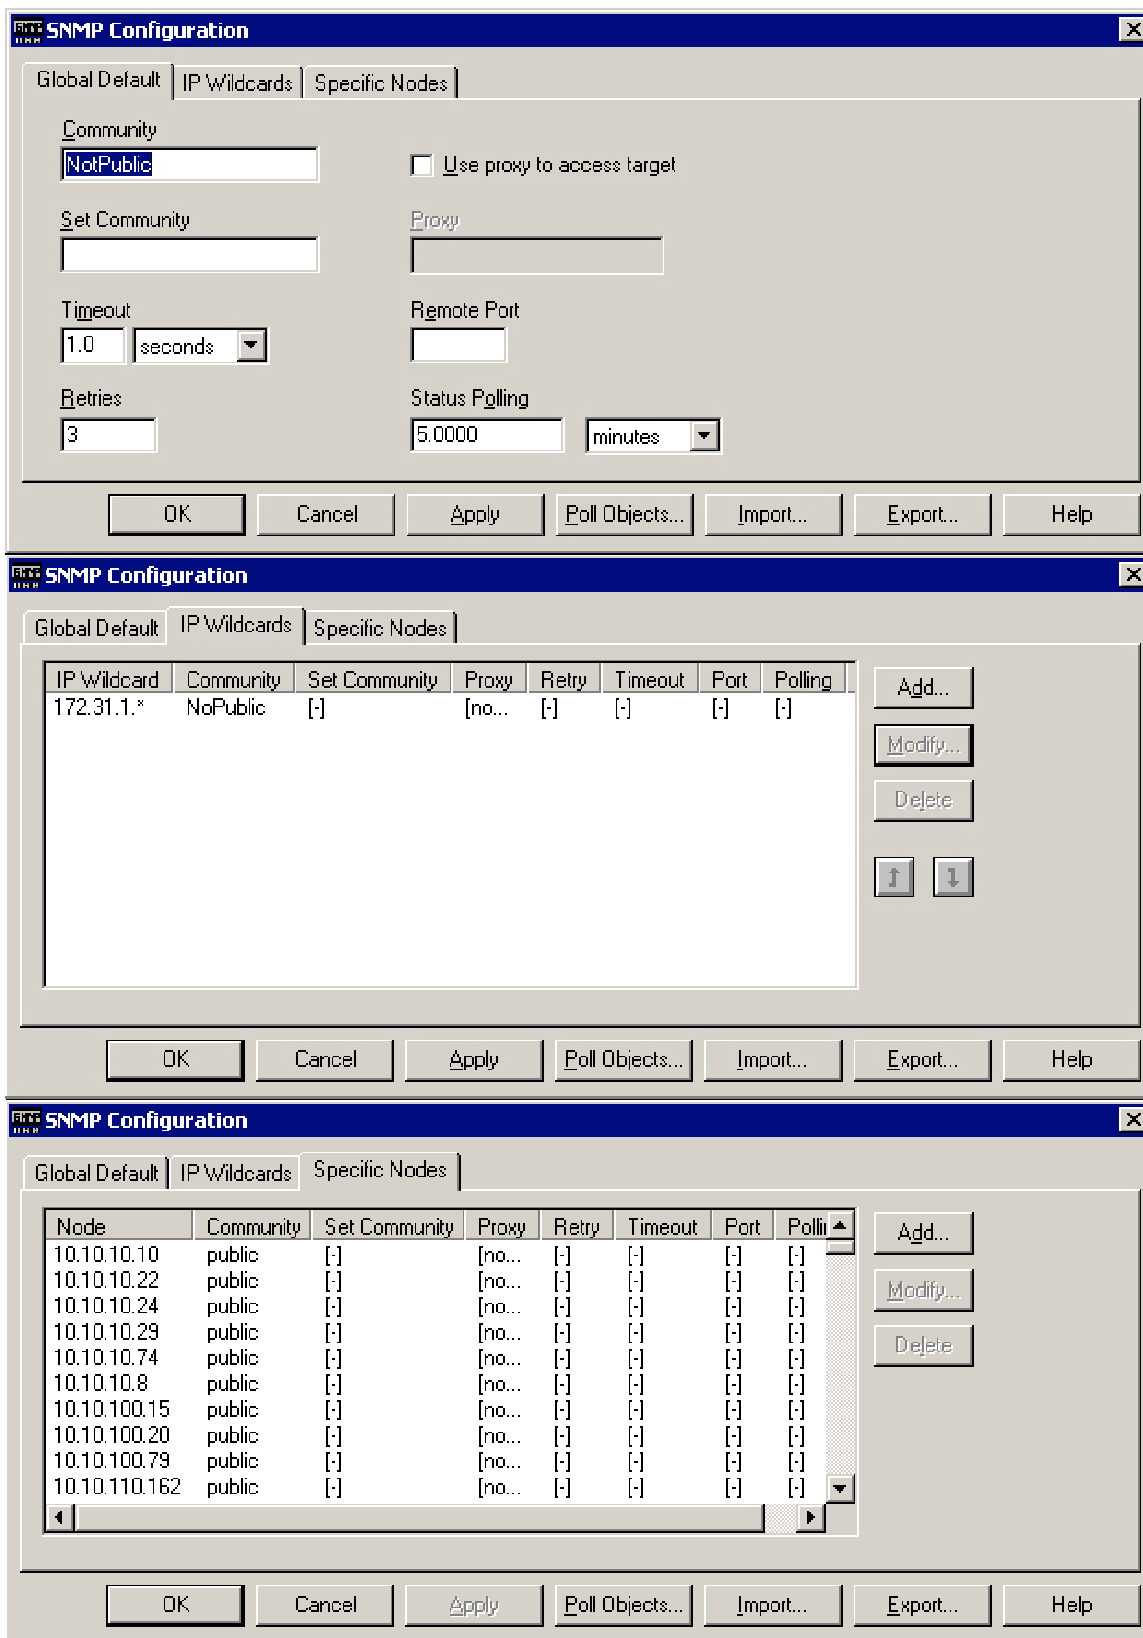 SNMP Configuration
Global Default IP Wildcards Specific Nodes
Community
NotPublic Use proxy to access target
Set Community Proxy
Timeout Remote Port
1.0 seconds
Retries Status Polling
3 5.0000 minutes
OK Cancel Apply Poll Objects... Import... Export... Help
SNMP Configuration
Global Default IP Wildcards Specific Nodes
IP Wildcard Community Set Community Proxy Retry Timeout Port Polling Add...
172.31.1.* NoPublic [-] [no... [-] [-] [-] [-]
Modify...
Delete
OK Cancel Apply Poll Objects... Import... Export... Help
SNMP Configuration
Global Default IP Wildcards Specific Nodes
Node Community Set Community Proxy Retry Timeout Port Pollin Add...
10.10.10.10 public [-] [no... [-] [-] [-] [-]
10.10.10.22 public [-] [no... [-] [-] [-] [-]
Modify...
10.10.10.24 public [-] [no... [-] [-] [-] [-]
10.10.10.29 public [-] [no... [-] [-] [-] [-]
Delete
10.10.10.74 public [-] [no... [-] [-] [-] [-]
10.10.10.8 public [-] [no... [-] [-] [-] [-]
10.10.100.15 public [-] [no... [-] [-] [-] [-]
10.10.100.20 public [-] [no... [-] [-] [-] [-]
10.10.100.79 public [-] [no... [-] [-] [-] [-]
10.10.110.162 public [-] [no... [-] [-] [-] [-]
OK Cancel Apply Poll Objects... Import... Export... Help